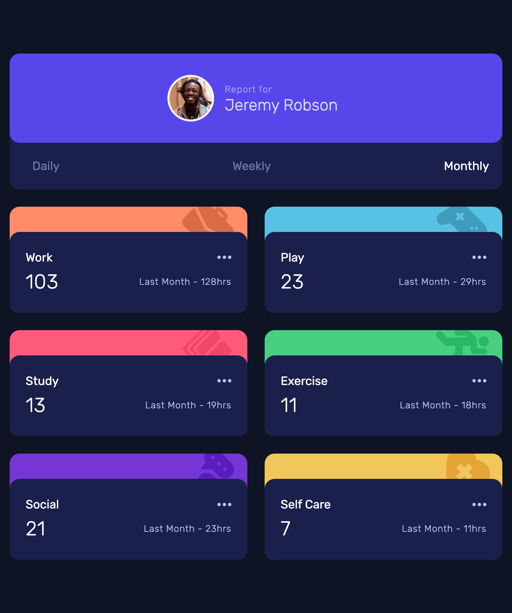 Report for
Jeremy Robson
Daily Weekly Monthly
Work
103 Last Month - 128hrs
Play
23 Last Month - 29hrs
Study
13 Last Month - 19hrs
Exercise
11 Last Month - 18hrs
Social
21 Last Month - 23hrs
Self Care
7 Last Month - 11hrs